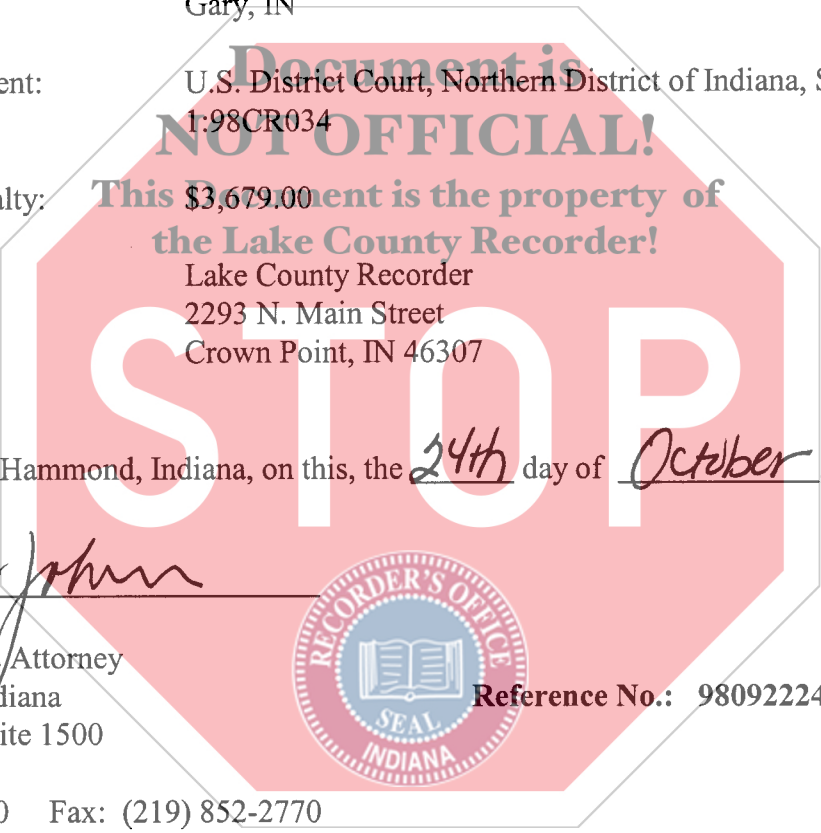 Gary, IN
Document is
ent: U.S. District Court, Northern District of Indiana, S
1:98CR034
NOT OFFICIAL!
alty: $3,679.00
This Document is the property of
the Lake County Recorder!
Lake County Recorder
2293 N. Main Street
Crown Point, IN 46307
STOP
Hammond, Indiana, on this, the 24th day of October
John
Attorney
diana
Reference No.: 98092224
ite 1500
RECORDER'S OFFICE
SEAL
INDIANA
0 Fax: (219) 852-2770